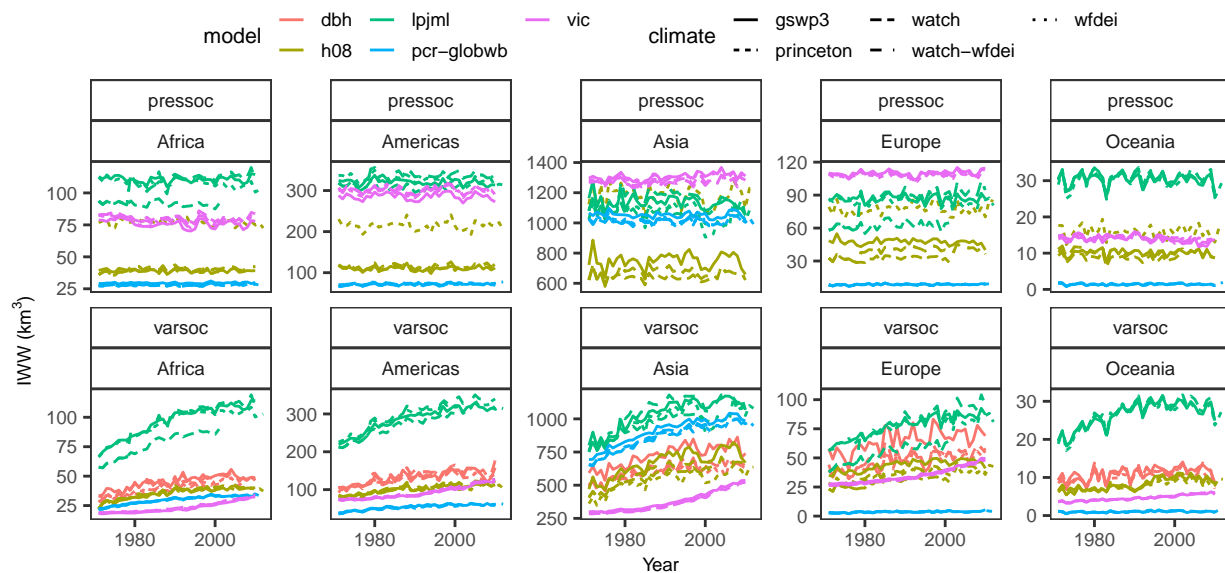 model dbh lpjml vic climate gswp3 watch wfdei
h08 pcr−globwb princeton watch−wfdei
pressoc pressoc pressoc pressoc pressoc
Africa Americas Asia Europe Oceania
100 75 50 25
300 200 100
1400 1200 1000 800 600
120 90 60 30
30 20 10 0
IWW (km³)
varsoc varsoc varsoc varsoc varsoc
Africa Americas Asia Europe Oceania
100 75 50 25
300 200 100
1000 750 500 250
100 75 50 25 0
30 20 10 0
1980 2000 1980 2000 1980 2000 1980 2000 1980 2000
Year